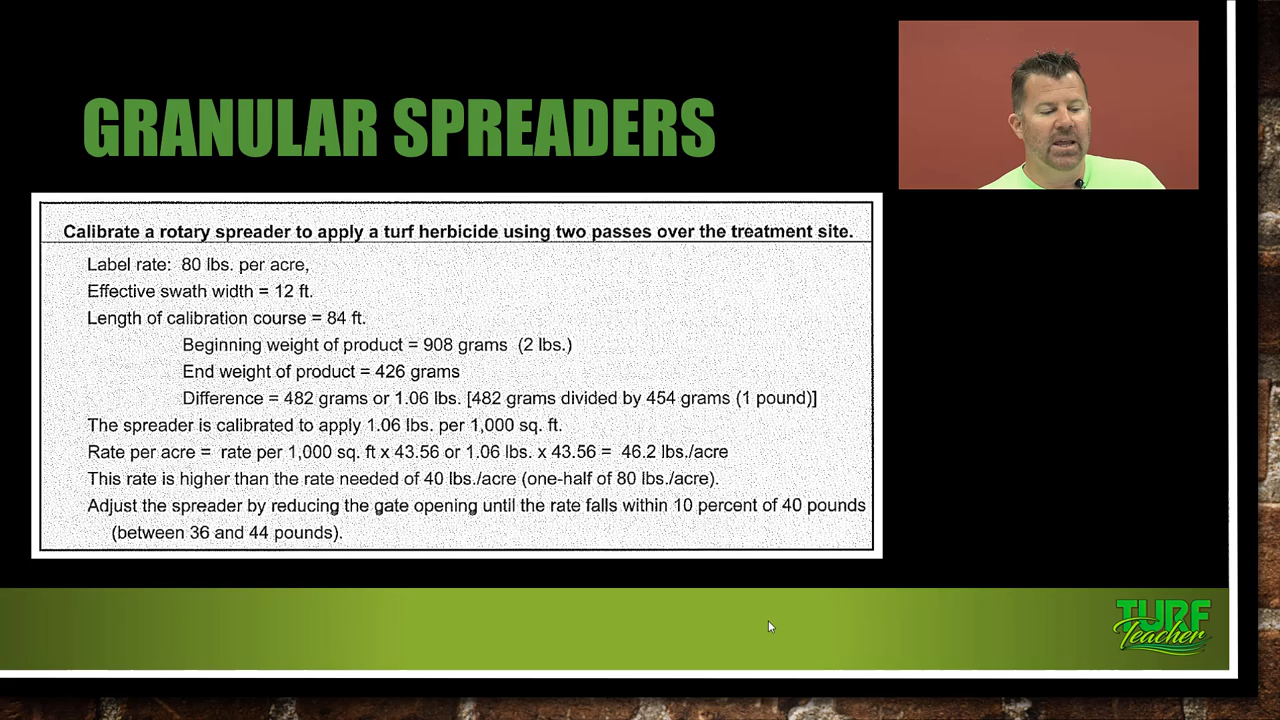 GRANULAR SPREADERS
Calibrate a rotary spreader to apply a turf herbicide using two passes over the treatment site.
Label rate: 80 lbs. per acre,
Effective swath width = 12 ft.
Length of calibration course = 84 ft.
Beginning weight of product = 908 grams (2 lbs.)
End weight of product = 426 grams
Difference = 482 grams or 1.06 lbs. [482 grams divided by 454 grams (1 pound)]
The spreader is calibrated to apply 1.06 lbs. per 1,000 sq. ft.
Rate per acre = rate per 1,000 sq. ft x 43.56 or 1.06 lbs. x 43.56 = 46.2 lbs./acre
This rate is higher than the rate needed of 40 lbs./acre (one-half of 80 lbs./acre).
Adjust the spreader by reducing the gate opening until the rate falls within 10 percent of 40 pounds
(between 36 and 44 pounds).
TURF
Teacher